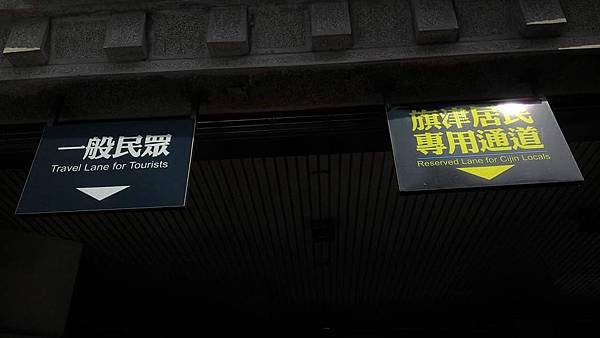 一般民眾
Travel Lane for Tourists
旗津居民
專用通道
Reserved Lane for Cijin Locals